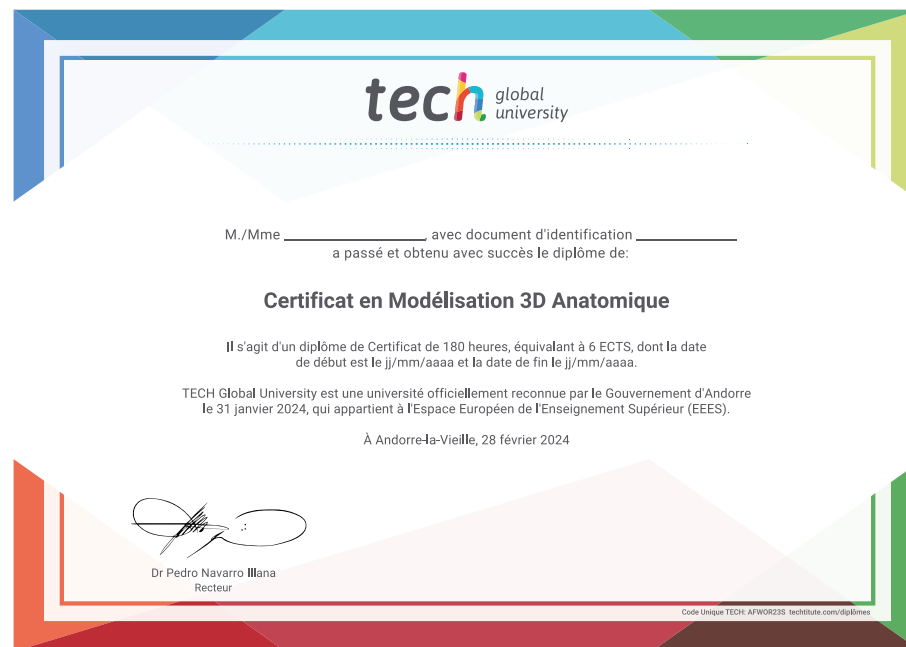 tech global university
M./Mme ____________________, avec document d'identification ______________
a passé et obtenu avec succès le diplôme de:
Certificat en Modélisation 3D Anatomique
Il s'agit d'un diplôme de Certificat de 180 heures, équivalant à 6 ECTS, dont la date
de début est le jj/mm/aaaa et la date de fin le jj/mm/aaaa.
TECH Global University est une université officiellement reconnue par le Gouvernement d'Andorre
le 31 janvier 2024, qui appartient à l'Espace Européen de l'Enseignement Supérieur (EEES).
À Andorre-la-Vieille, 28 février 2024
Dr Pedro Navarro Illana
Recteur
Code Unique TECH: AFWOR23S techtitute.com/diplômes